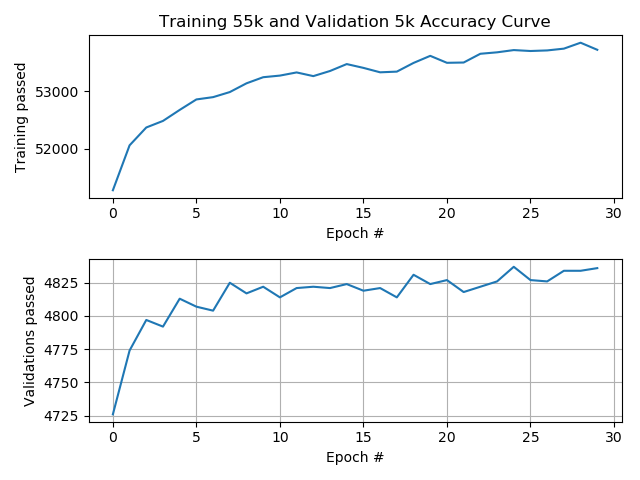 Training 55k and Validation 5k Accuracy Curve
Training passed
53000
52000
0 5 10 15 20 25 30
Epoch #
Validations passed
4825
4800
4775
4750
4725
0 5 10 15 20 25 30
Epoch #